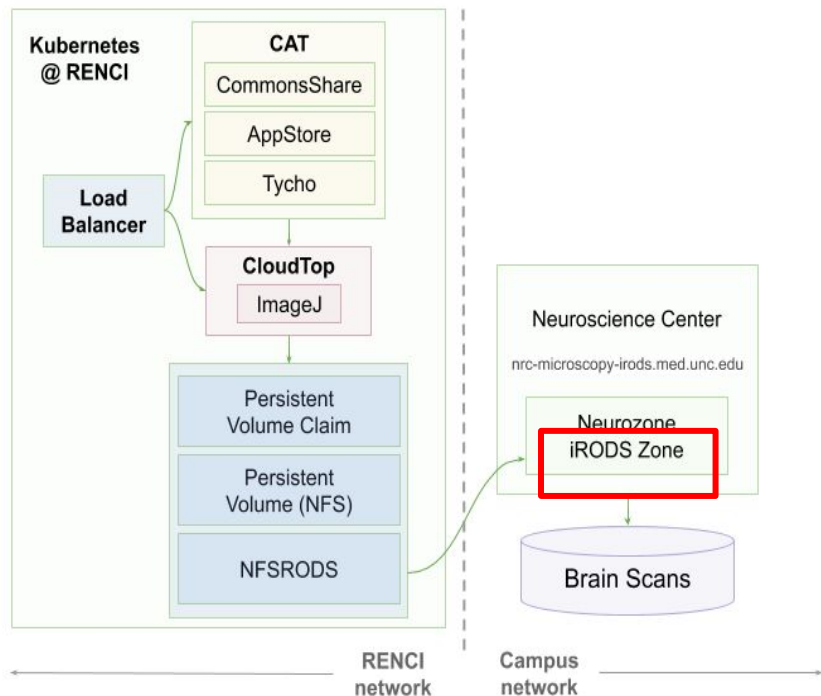 Kubernetes
@ RENCI
CAT
CommonsShare
AppStore
Tycho
Load
Balancer
CloudTop
ImageJ
Persistent
Volume Claim
Persistent
Volume (NFS)
NFSRODS
Neuroscience Center
nrc-microscopy-irods.med.unc.edu
Neurozone
iRODS Zone
Brain Scans
RENCI
network
Campus
network